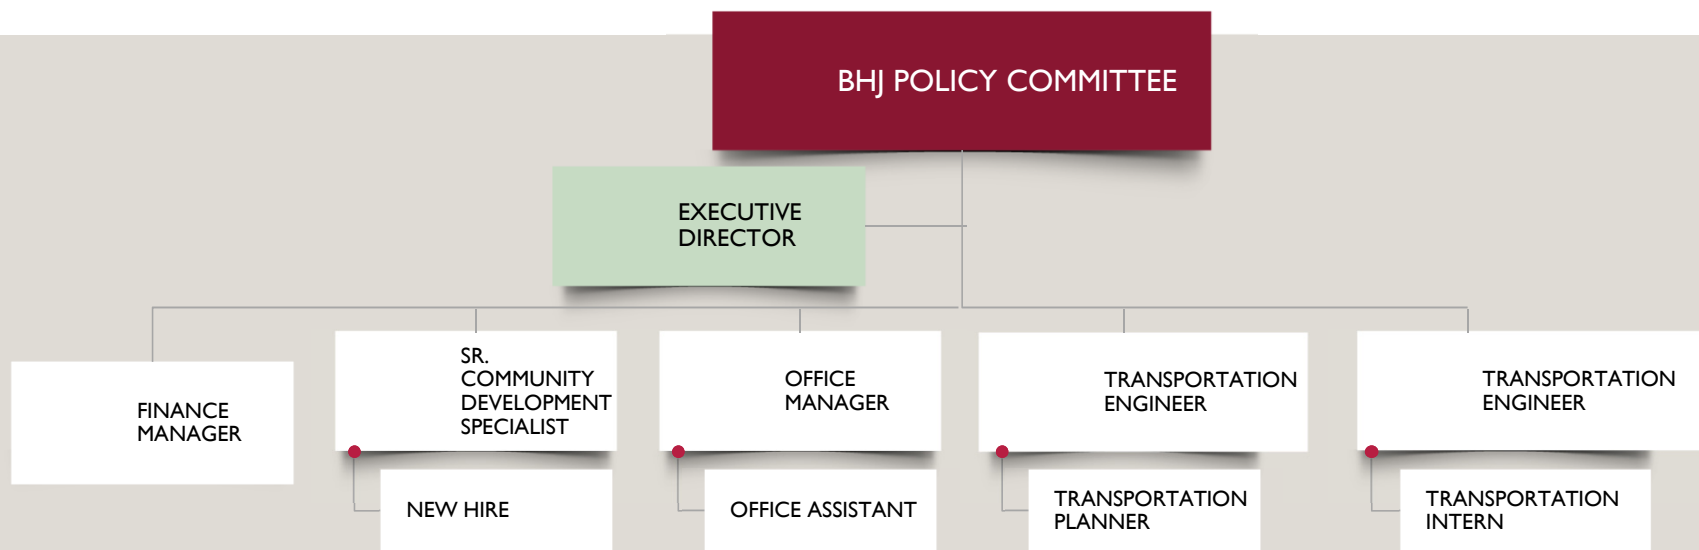 BHJ POLICY COMMITTEE
EXECUTIVE
DIRECTOR
FINANCE
MANAGER
SR.
COMMUNITY
DEVELOPMENT
SPECIALIST
OFFICE
MANAGER
TRANSPORTATION
ENGINEER
TRANSPORTATION
ENGINEER
NEW HIRE
OFFICE ASSISTANT
TRANSPORTATION
PLANNER
TRANSPORTATION
INTERN